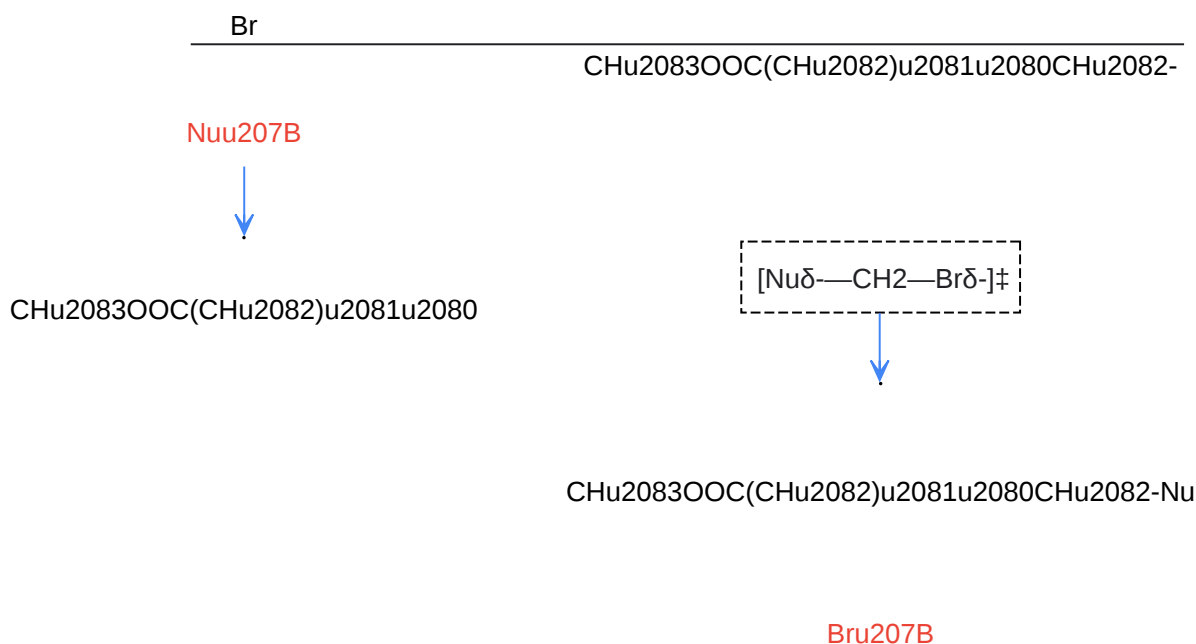 Br
CHu2083OOC(CHu2082)u2081u2080CHu2082-
Nuu207B
[Nuδ-—CH2—Brδ-]‡
CHu2083OOC(CHu2082)u2081u2080
CHu2083OOC(CHu2082)u2081u2080CHu2082-Nu
Bru207B